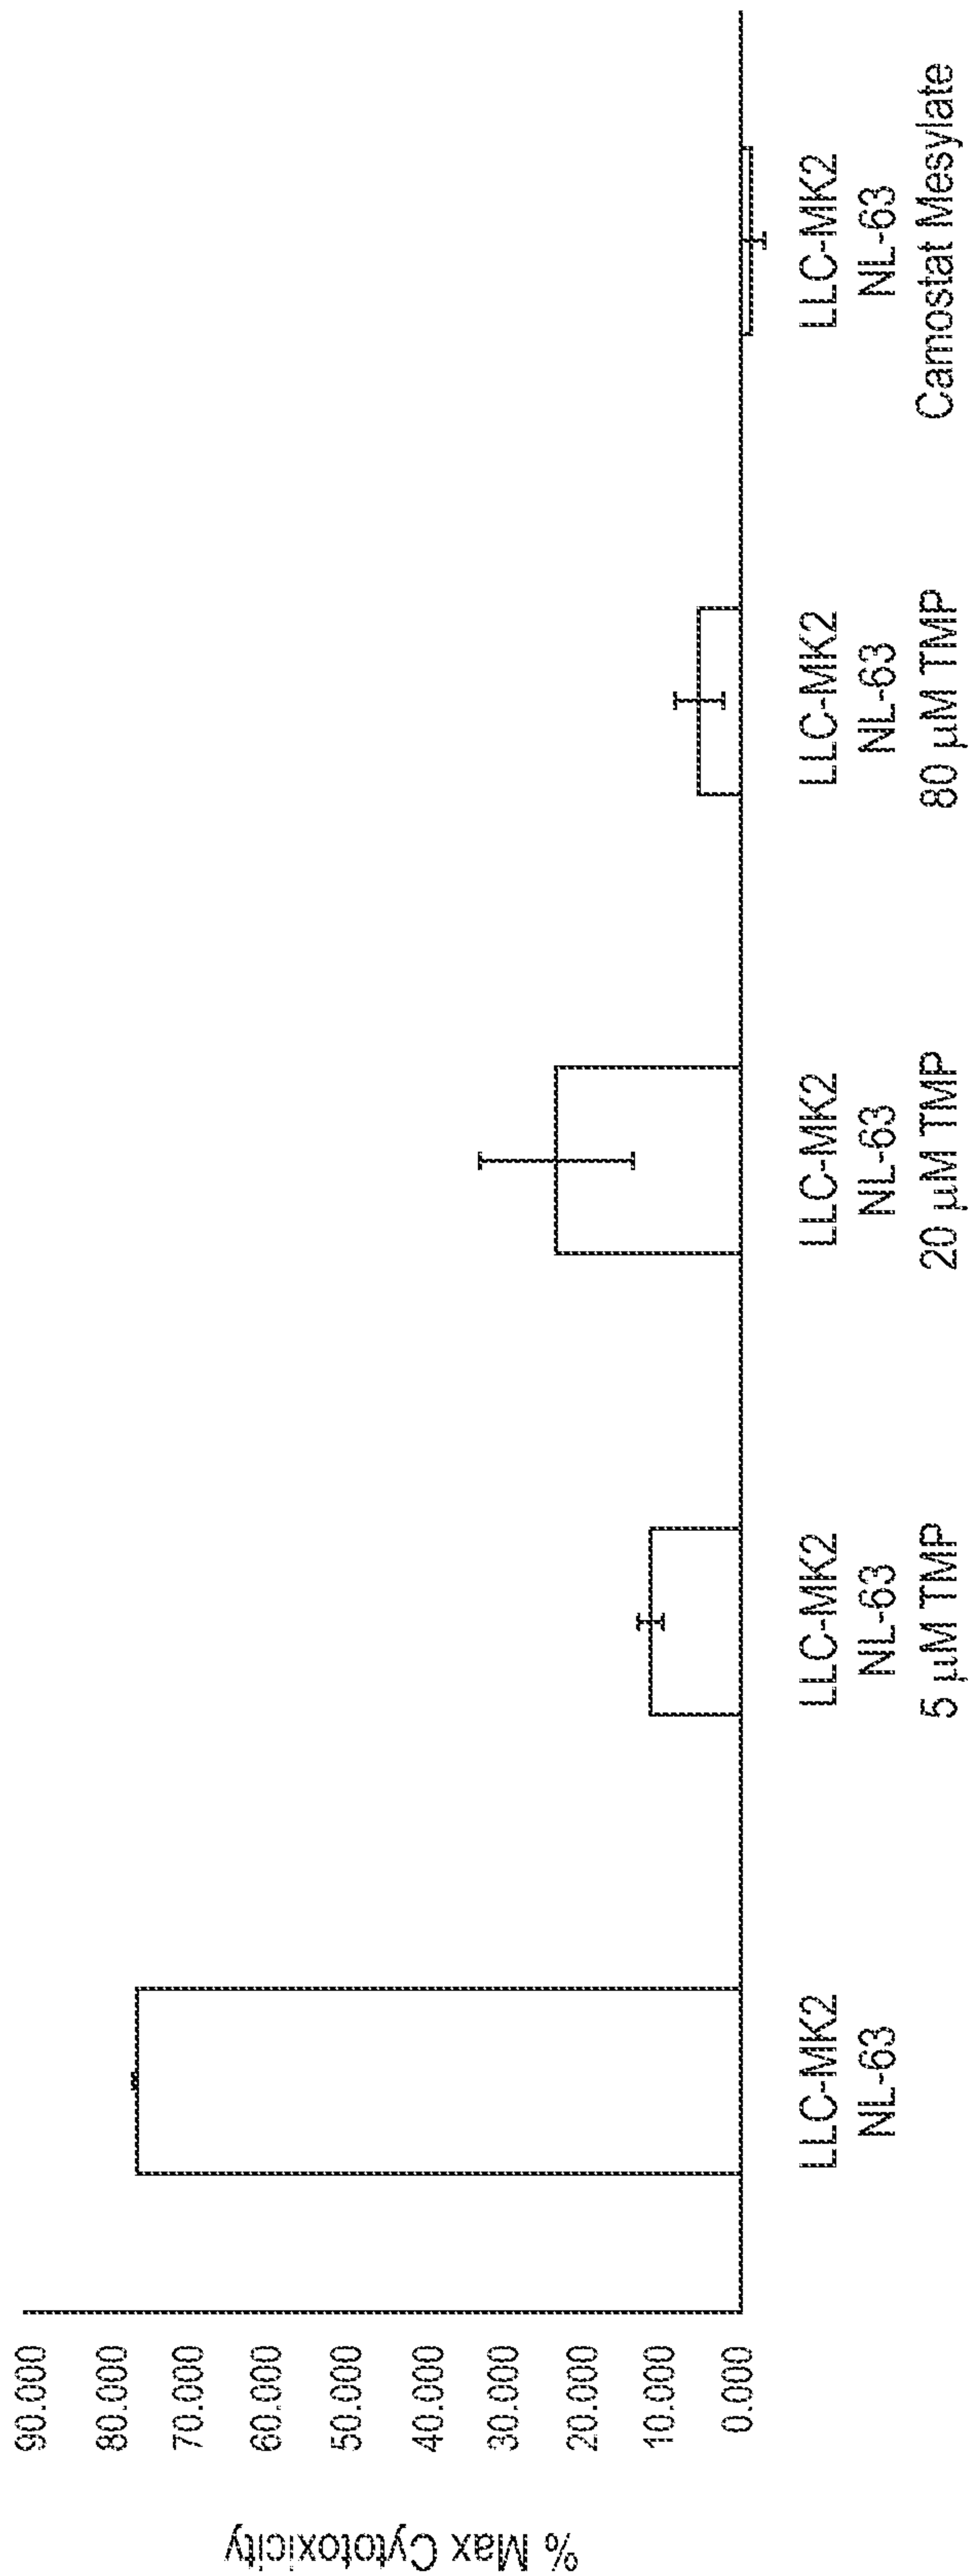 % Max Cytotoxicity
90.000
80.000
70.000
60.000
50.000
40.000
30.000
20.000
10.000
0.000
LLC-MK2
NL-63
LLC-MK2
NL-63
5 µM TMP
LLC-MK2
NL-63
20 µM TMP
LLC-MK2
NL-63
80 µM TMP
LLC-MK2
NL-63
Camostat Mesylate